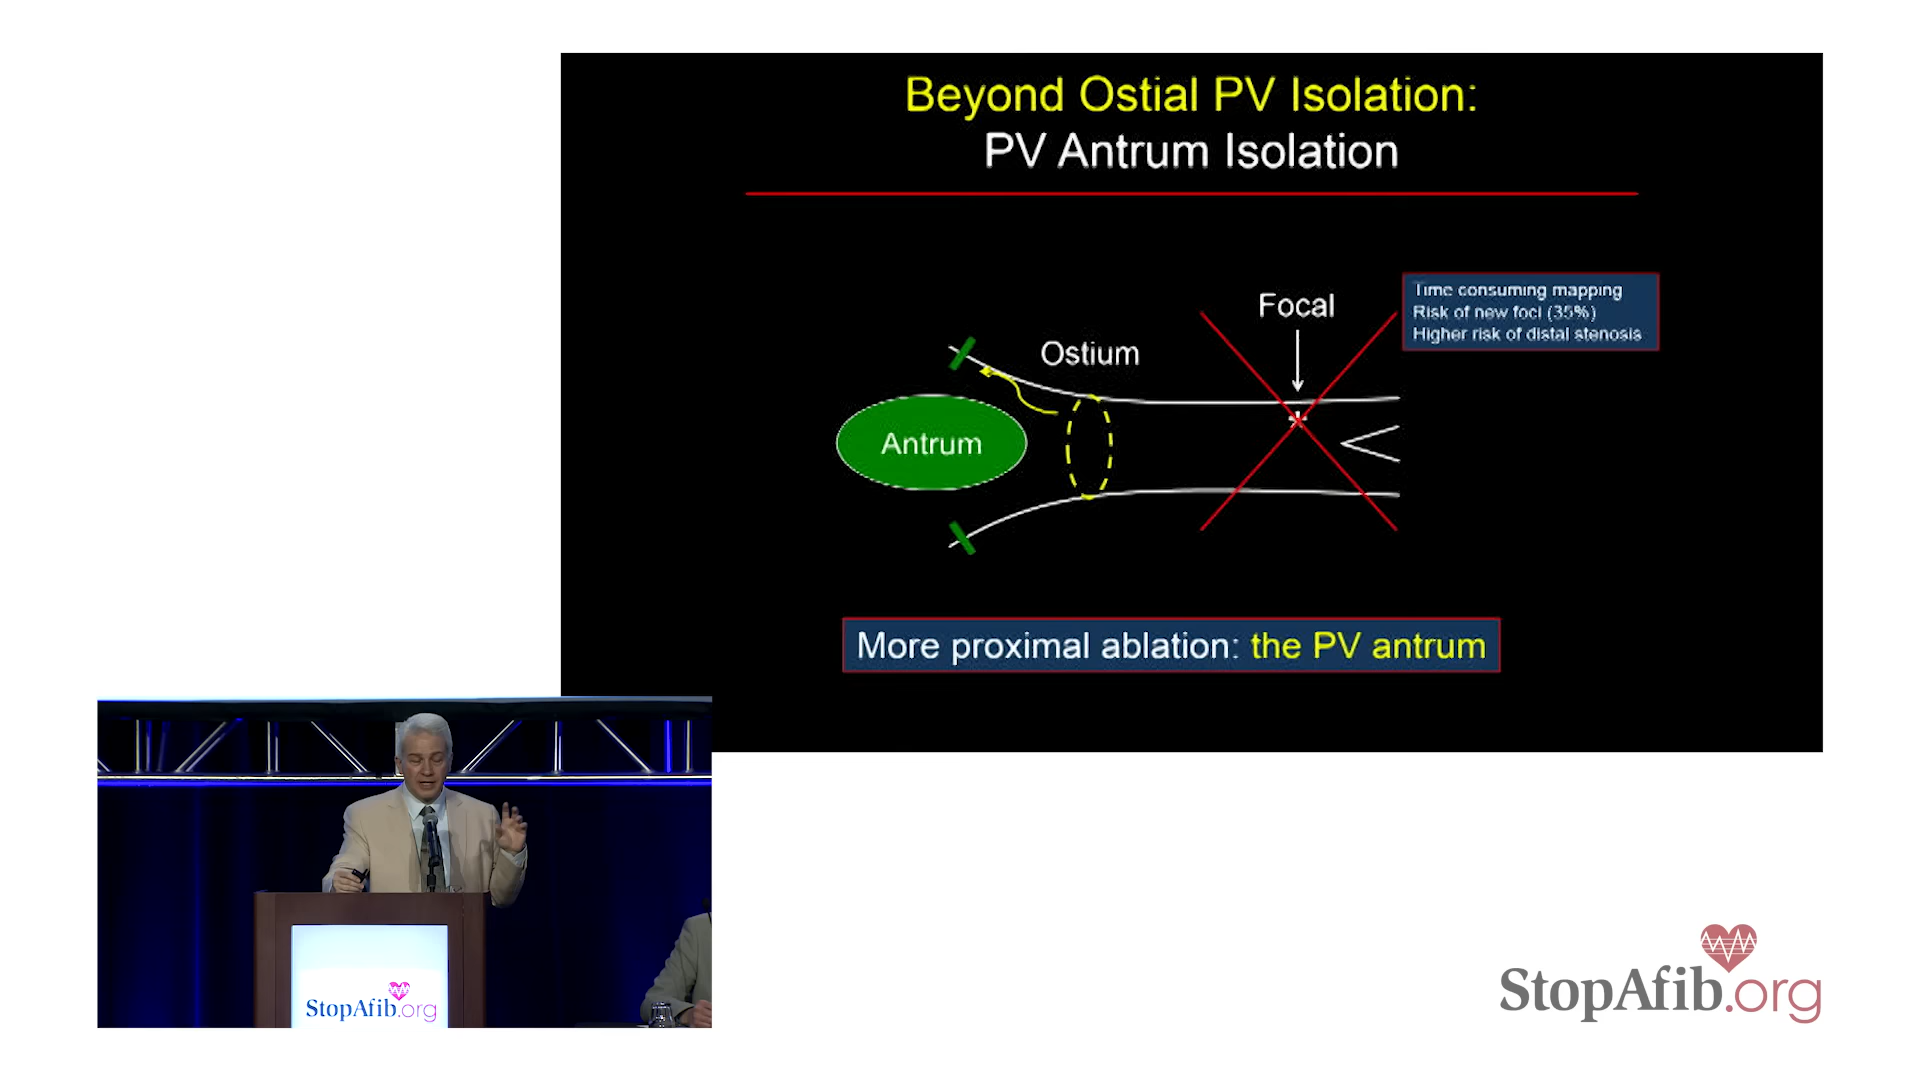 Beyond Ostial PV Isolation:
PV Antrum Isolation
Time consuming mapping
Risk of new foci (35%)
Higher risk of distal stenosis
Focal
Ostium
*
Antrum
More proximal ablation: the PV antrum
StopAfib.org
StopAfib.org